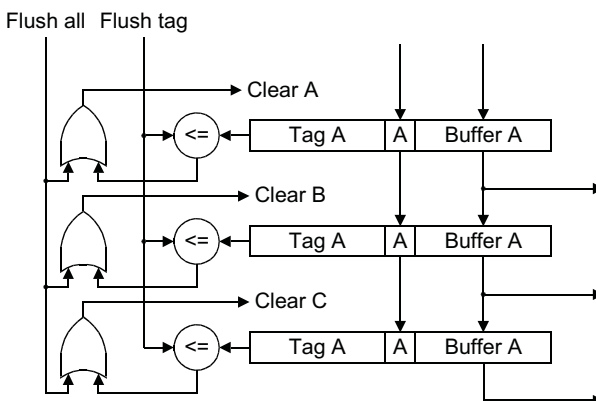 Flush all Flush tag
Clear A
<= Tag A A Buffer A
Clear B
<= Tag A A Buffer A
Clear C
<= Tag A A Buffer A